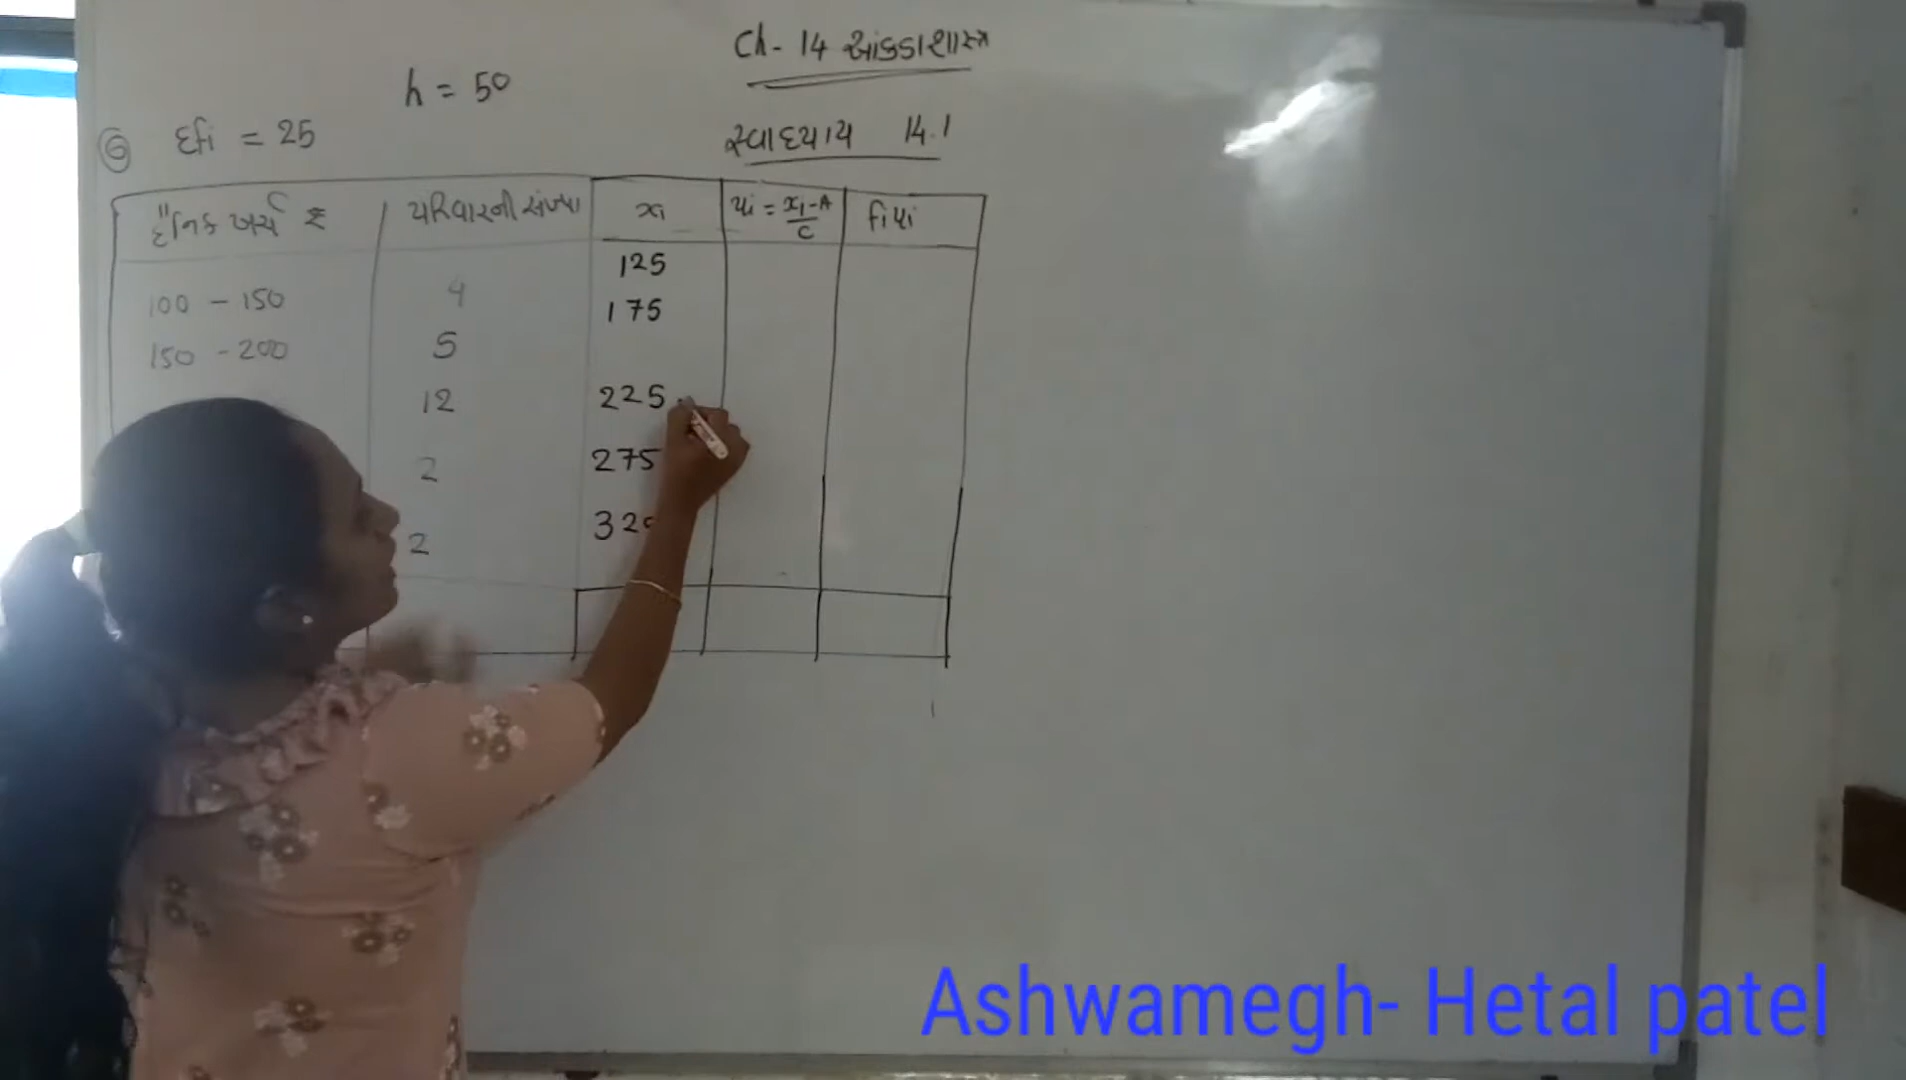 Ch - 14 આંકડાશાસ્ત્ર
h = 50
સ્વાધ્યાય 14.1
⑥ Σfi = 25
દૈનિક ખર્ચ ₹ પરિવારની સંખ્યા xi ui = xi-A/c fiui
100 - 150 4 125
150 - 200 5 175
12 225
2 275
2 32
Ashwamegh- Hetal patel